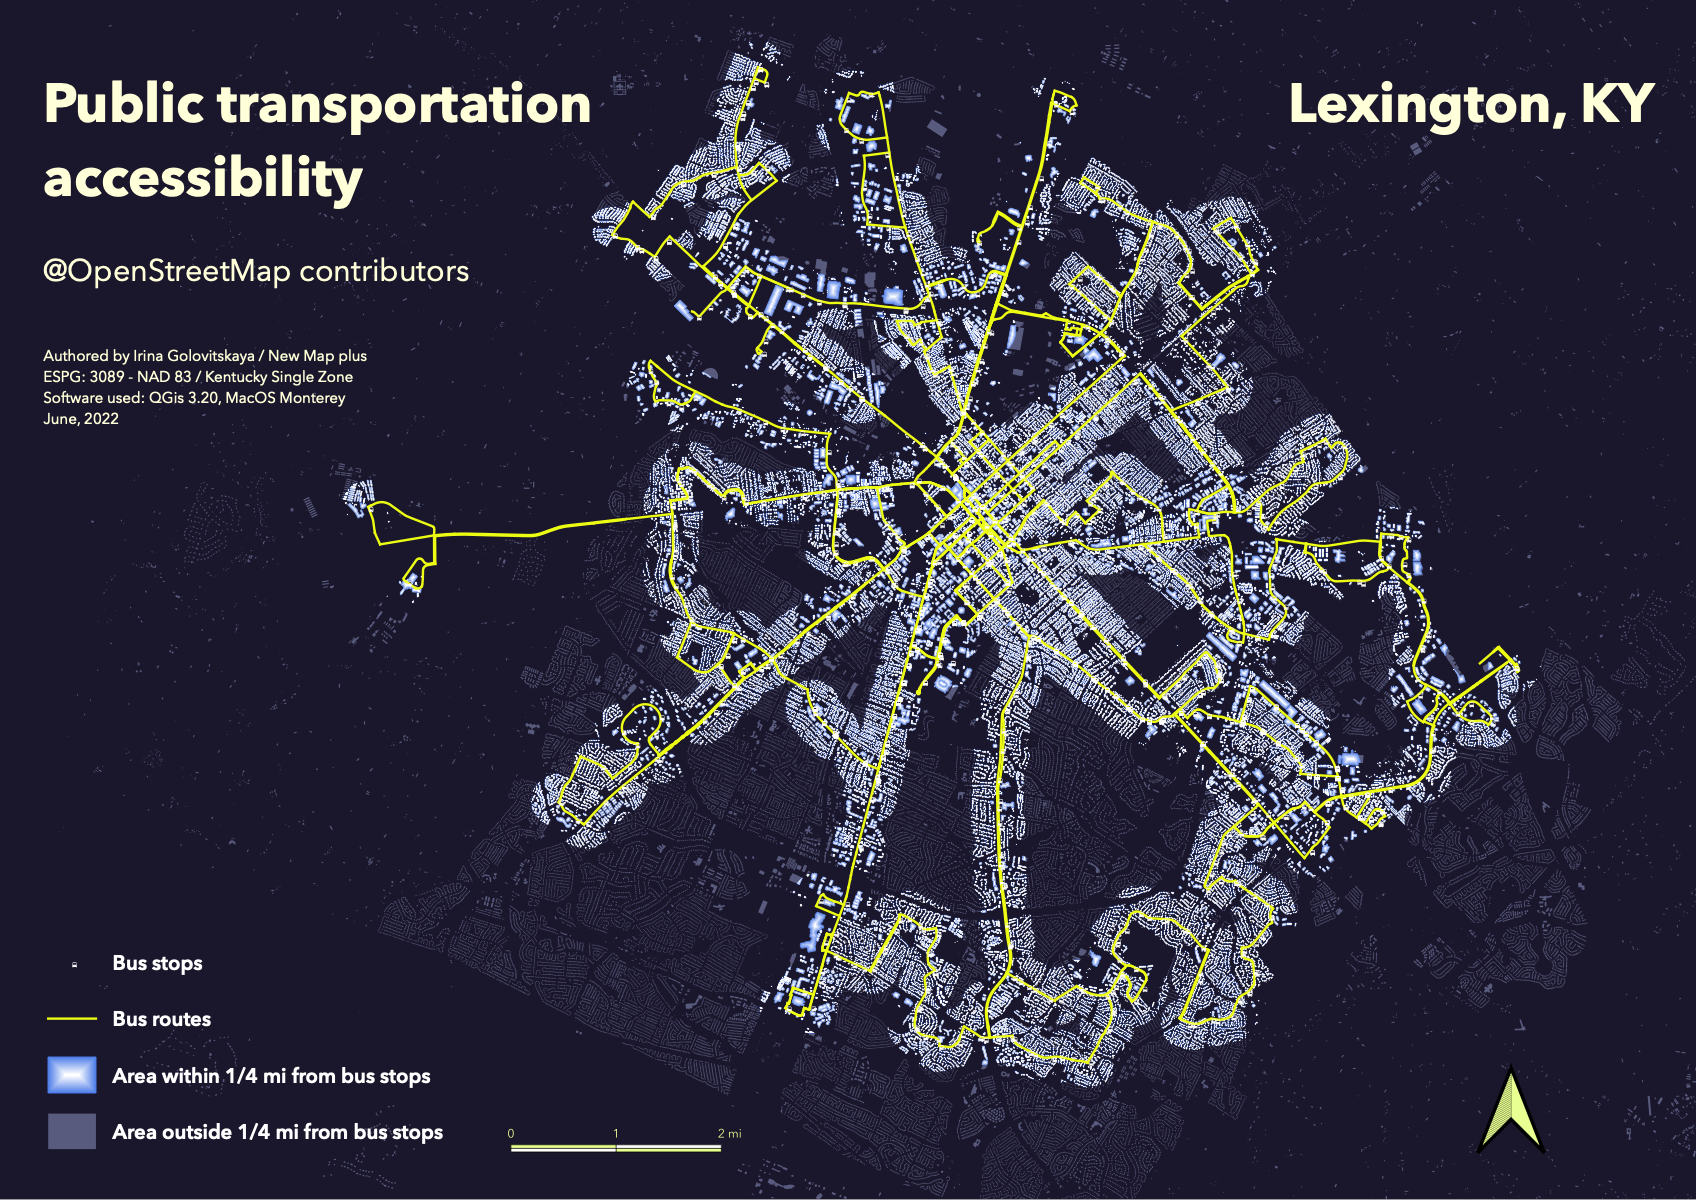 Public transportation
accessibility
Lexington, KY
@OpenStreetMap contributors
Authored by Irina Golovitskaya / New Map plus
ESPG: 3089 - NAD 83 / Kentucky Single Zone
Software used: QGis 3.20, MacOS Monterey
June, 2022
Bus stops
Bus routes
Area within 1/4 mi from bus stops
Area outside 1/4 mi from bus stops
0 1 2 mi